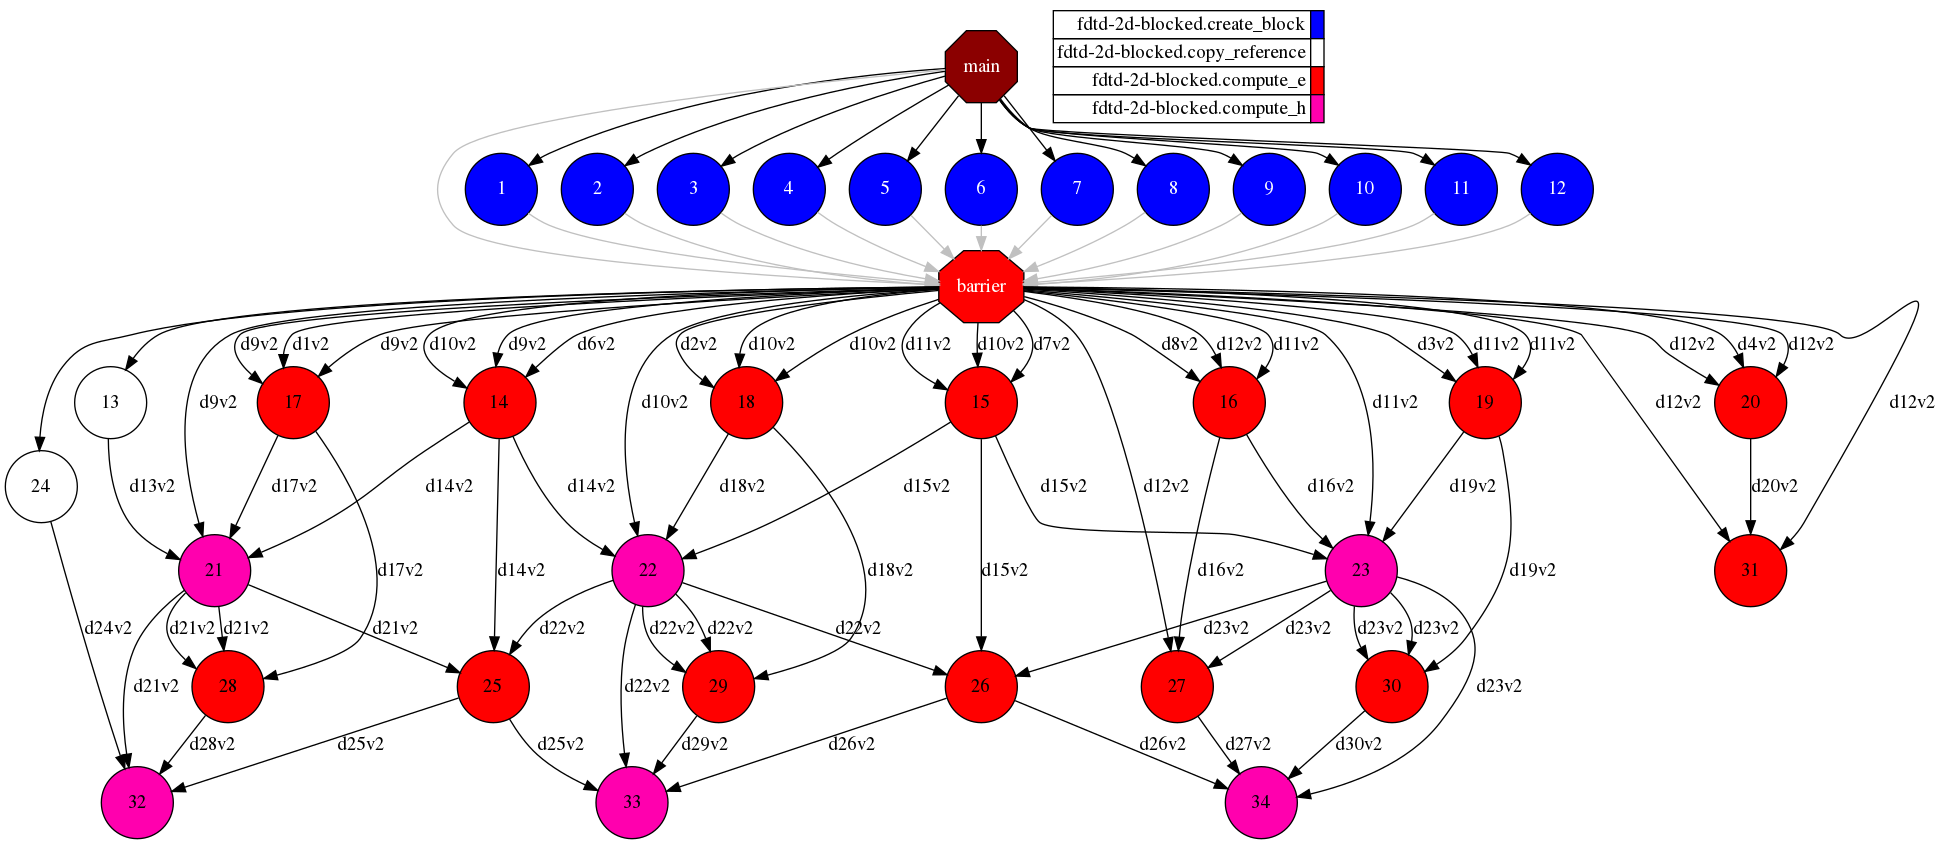 fdtd-2d-blocked.create_block
fdtd-2d-blocked.copy_reference
fdtd-2d-blocked.compute_e
fdtd-2d-blocked.compute_h
main
1 2 3 4 5 6 7 8 9 10 11 12
barrier
d9v2 d1v2 d9v2 d10v2 d9v2 d6v2 d2v2 d10v2 d10v2 d11v2 d10v2 d7v2 d8v2 d12v2 d11v2 d3v2 d11v2 d11v2 d12v2 d4v2 d12v2
13 d9v2 17 14 d10v2 18 15 16 d11v2 19 d12v2 20 d12v2
24 d13v2 d17v2 d14v2 d14v2 d18v2 d15v2 d15v2 d12v2 d16v2 d19v2 d20v2
21 d17v2 d14v2 22 d18v2 d15v2 d16v2 23 d19v2 31
d24v2 d21v2 d21v2 d21v2 d22v2 d22v2 d22v2 d22v2 d23v2 d23v2 d23v2 d23v2
d21v2 28 25 d22v2 29 26 27 30 d23v2
d28v2 d25v2 d25v2 d29v2 d26v2 d26v2 d27v2 d30v2
32 33 34